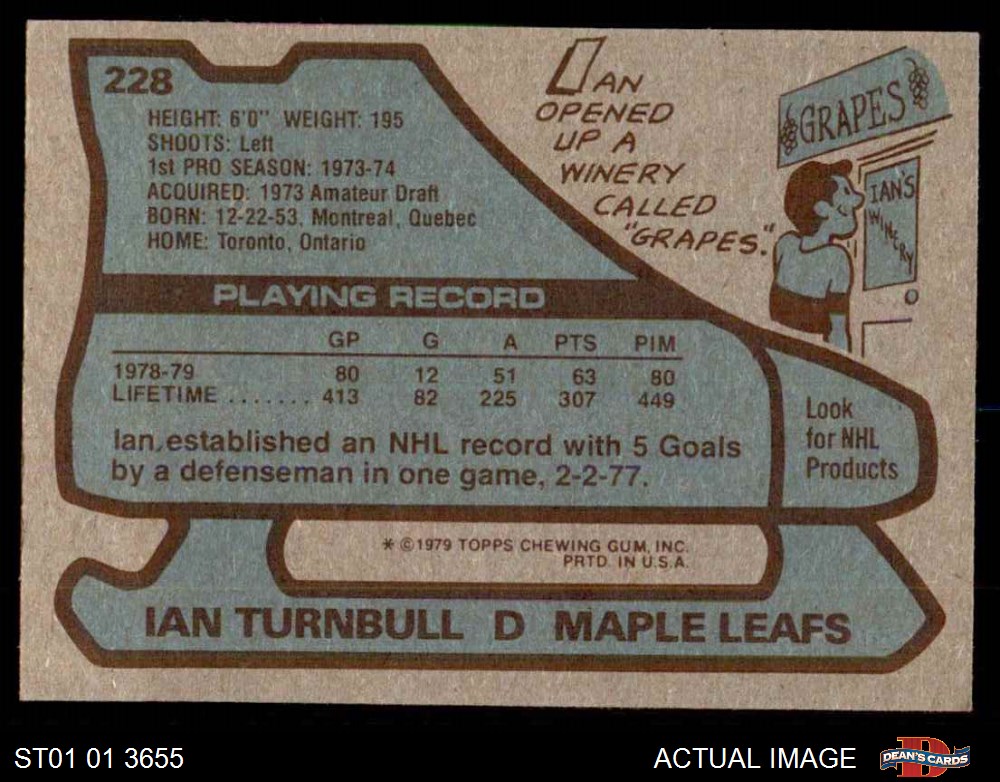 228
HEIGHT: 6'0" WEIGHT: 195
SHOOTS: Left
1st PRO SEASON: 1973-74
ACQUIRED: 1973 Amateur Draft
BORN: 12-22-53, Montreal, Quebec
HOME: Toronto, Ontario
IAN
OPENED
UP A
WINERY
CALLED
"GRAPES."
GRAPES
IAN'S
WINERY
PLAYING RECORD
GP G A PTS PIM
1978-79 80 12 51 63 80
LIFETIME ....... 413 82 225 307 449
Ian established an NHL record with 5 Goals
by a defenseman in one game, 2-2-77.
Look
for NHL
Products
* ©1979 TOPPS CHEWING GUM, INC.
PRTD. IN U.S.A.
IAN TURNBULL D MAPLE LEAFS
ST01 01 3655
ACTUAL IMAGE
DEAN'S CARDS